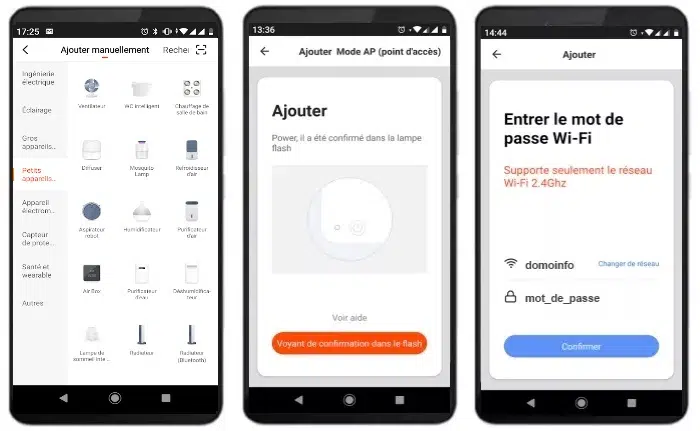 17:25
Ajouter manuellement
Recher
Ingénierie
électrique
Éclairage
Gros
appareils...
Petits
appareils...
Appareil
électrom...
Capteur
de prote...
Santé et
wearable
Autres
Ventilateur
WC intelligent
Chauffage de
salle de bain
Diffuser
Mosquito
Lamp
Refroidisseur
d'air
Aspirateur
robot
Humidificateur
Purificateur
d'air
Air Box
Purificateur
d'eau
Déshumidifica-
teur
Lampe de
sommeil inte...
Radiateur
Radiateur
(Bluetooth)
13:36
Ajouter Mode AP (point d'accès)
Ajouter
Power, il a été confirmé dans la lampe
flash
Voir aide
Voyant de confirmation dans le flash
14:44
Ajouter
Entrer le mot de
passe Wi-Fi
Supporte seulement le réseau
Wi-Fi 2.4Ghz
domoinfo
Changer de réseau
mot_de_passe
Confirmer